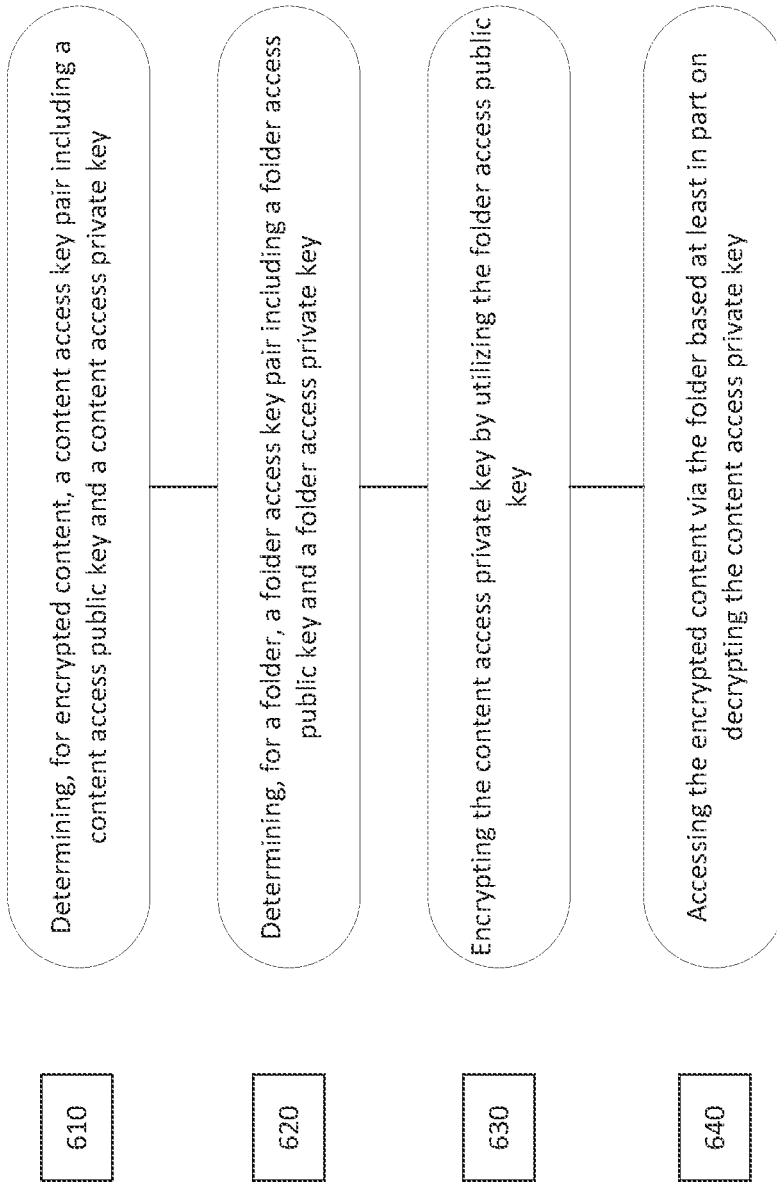 610
Determining, for encrypted content, a content access key pair including a
content access public key and a content access private key
620
Determining, for a folder, a folder access key pair including a folder access
public key and a folder access private key
630
Encrypting the content access private key by utilizing the folder access public
key
640
Accessing the encrypted content via the folder based at least in part on
decrypting the content access private key